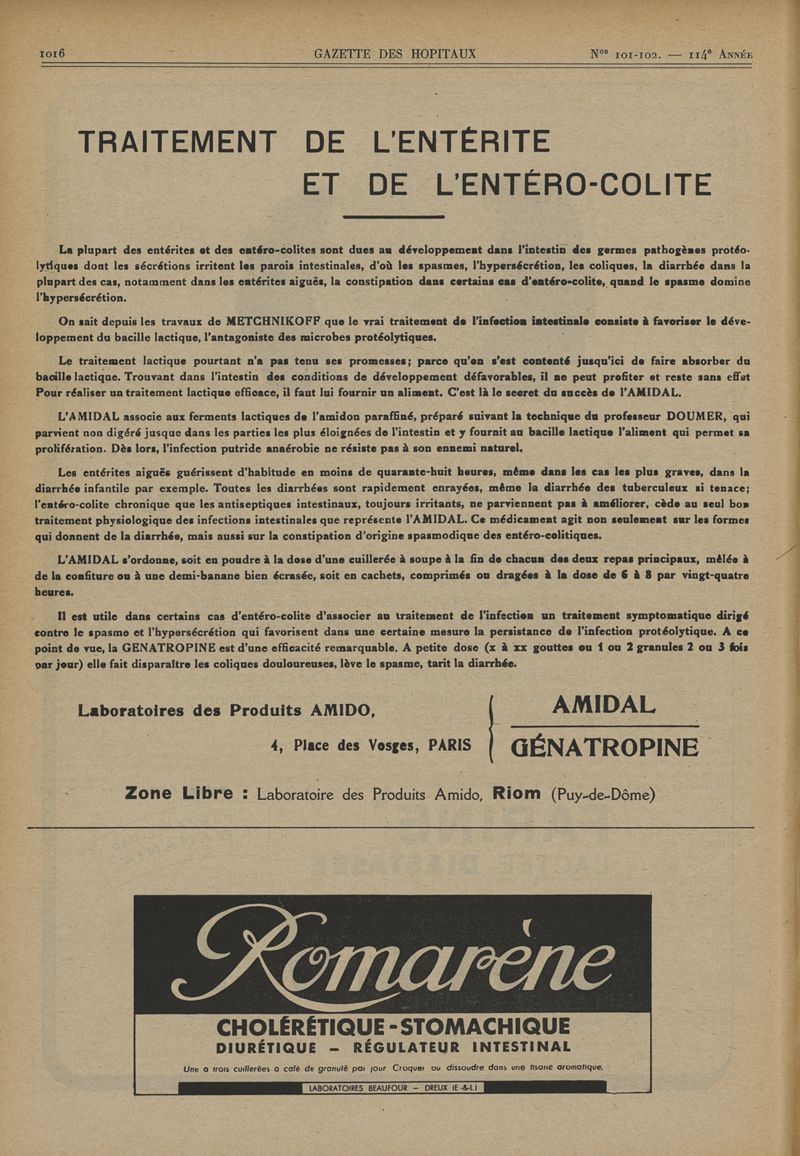 1016
GAZETTE DES HOPITAUX
Nos 101-102. — 114e ANNÉE
TRAITEMENT DE L'ENTÉRITE
ET DE L'ENTÉRO-COLITE
La plupart des entérites et des entéro-colites sont dues au développement dans l'intestin des germes pathogènes protéo-
lytiques dont les sécrétions irritent les parois intestinales, d'où les spasmes, l'hypersécrétion, les coliques, la diarrhée dans la
plupart des cas, notamment dans les entérites aiguës, la constipation dans certains cas d'entéro-colite, quand le spasme domine
l'hypersécrétion.
On sait depuis les travaux de METCHNIKOFF que le vrai traitement de l'infection intestinale consiste à favoriser le déve-
loppement du bacille lactique, l'antagoniste des microbes protéolytiques.
Le traitement lactique pourtant n'a pas tenu ses promesses; parce qu'on s'est contenté jusqu'ici de faire absorber du
bacille lactique. Trouvant dans l'intestin des conditions de développement défavorables, il ne peut profiter et reste sans effet
Pour réaliser un traitement lactique efficace, il faut lui fournir un aliment. C'est là le secret du succès de l'AMIDAL.
L'AMIDAL associe aux ferments lactiques de l'amidon paraffiné, préparé suivant la technique du professeur DOUMER, qui
parvient non digéré jusque dans les parties les plus éloignées de l'intestin et y fournit au bacille lactique l'aliment qui permet sa
prolifération. Dès lors, l'infection putride anaérobie ne résiste pas à son ennemi naturel.
Les entérites aiguës guérissent d'habitude en moins de quarante-huit heures, même dans les cas les plus graves, dans la
diarrhée infantile par exemple. Toutes les diarrhées sont rapidement enrayées, même la diarrhée des tuberculeux si tenace;
l'entéro-colite chronique que les antiseptiques intestinaux, toujours irritants, ne parviennent pas à améliorer, cède au seul bon
traitement physiologique des infections intestinales que représente l'AMIDAL. Ce médicament agit non seulement sur les formes
qui donnent de la diarrhée, mais aussi sur la constipation d'origine spasmodique des entéro-colitiques.
L'AMIDAL s'ordonne, soit en poudre à la dose d'une cuillerée à soupe à la fin de chacun des deux repas principaux, mêlée à
de la confiture ou à une demi-banane bien écrasée, soit en cachets, comprimés ou dragées à la dose de 6 à 8 par vingt-quatre
heures.
Il est utile dans certains cas d'entéro-colite d'associer au traitement de l'infection un traitement symptomatique dirigé
contre le spasme et l'hypersécrétion qui favorisent dans une certaine mesure la persistance de l'infection protéolytique. A ce
point de vue, la GENATROPINE est d'une efficacité remarquable. A petite dose (x à xx gouttes ou 1 ou 2 granules 2 ou 3 fois
par jour) elle fait disparaître les coliques douloureuses, lève le spasme, tarit la diarrhée.
Laboratoires des Produits AMIDO,
4, Place des Vosges, PARIS
AMIDAL
GÉNATROPINE
Zone Libre : Laboratoire des Produits Amido, Riom (Puy-de-Dôme)
Romarène
CHOLÉRÉTIQUE - STOMACHIQUE
DIURÉTIQUE — RÉGULATEUR INTESTINAL
Une à trois cuillerées à café de granulé par jour Croquer ou dissoudre dans une tisane aromatique.
LABORATOIRES BEAUFOUR — DREUX (E.-&-L.)